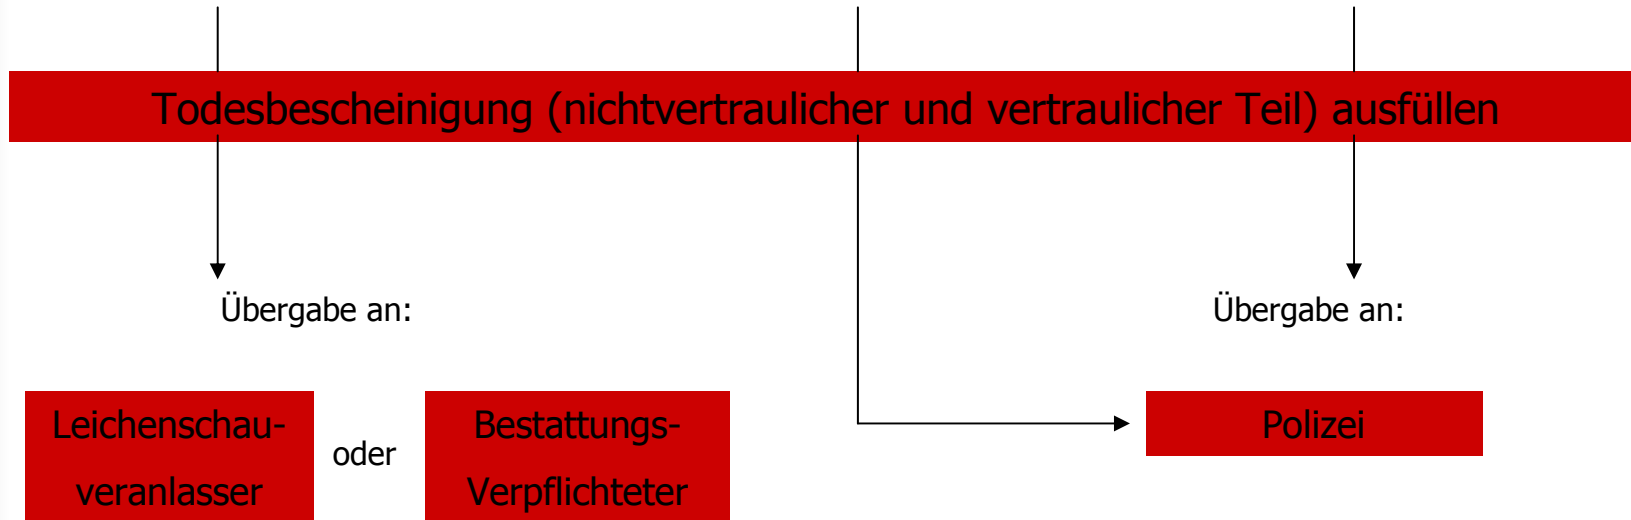 Todesbescheinigung (nichtvertraulicher und vertraulicher Teil) ausfüllen
Übergabe an:
Übergabe an:
Leichenschau-
veranlasser
oder
Bestattungs-
Verpflichteter
Polizei